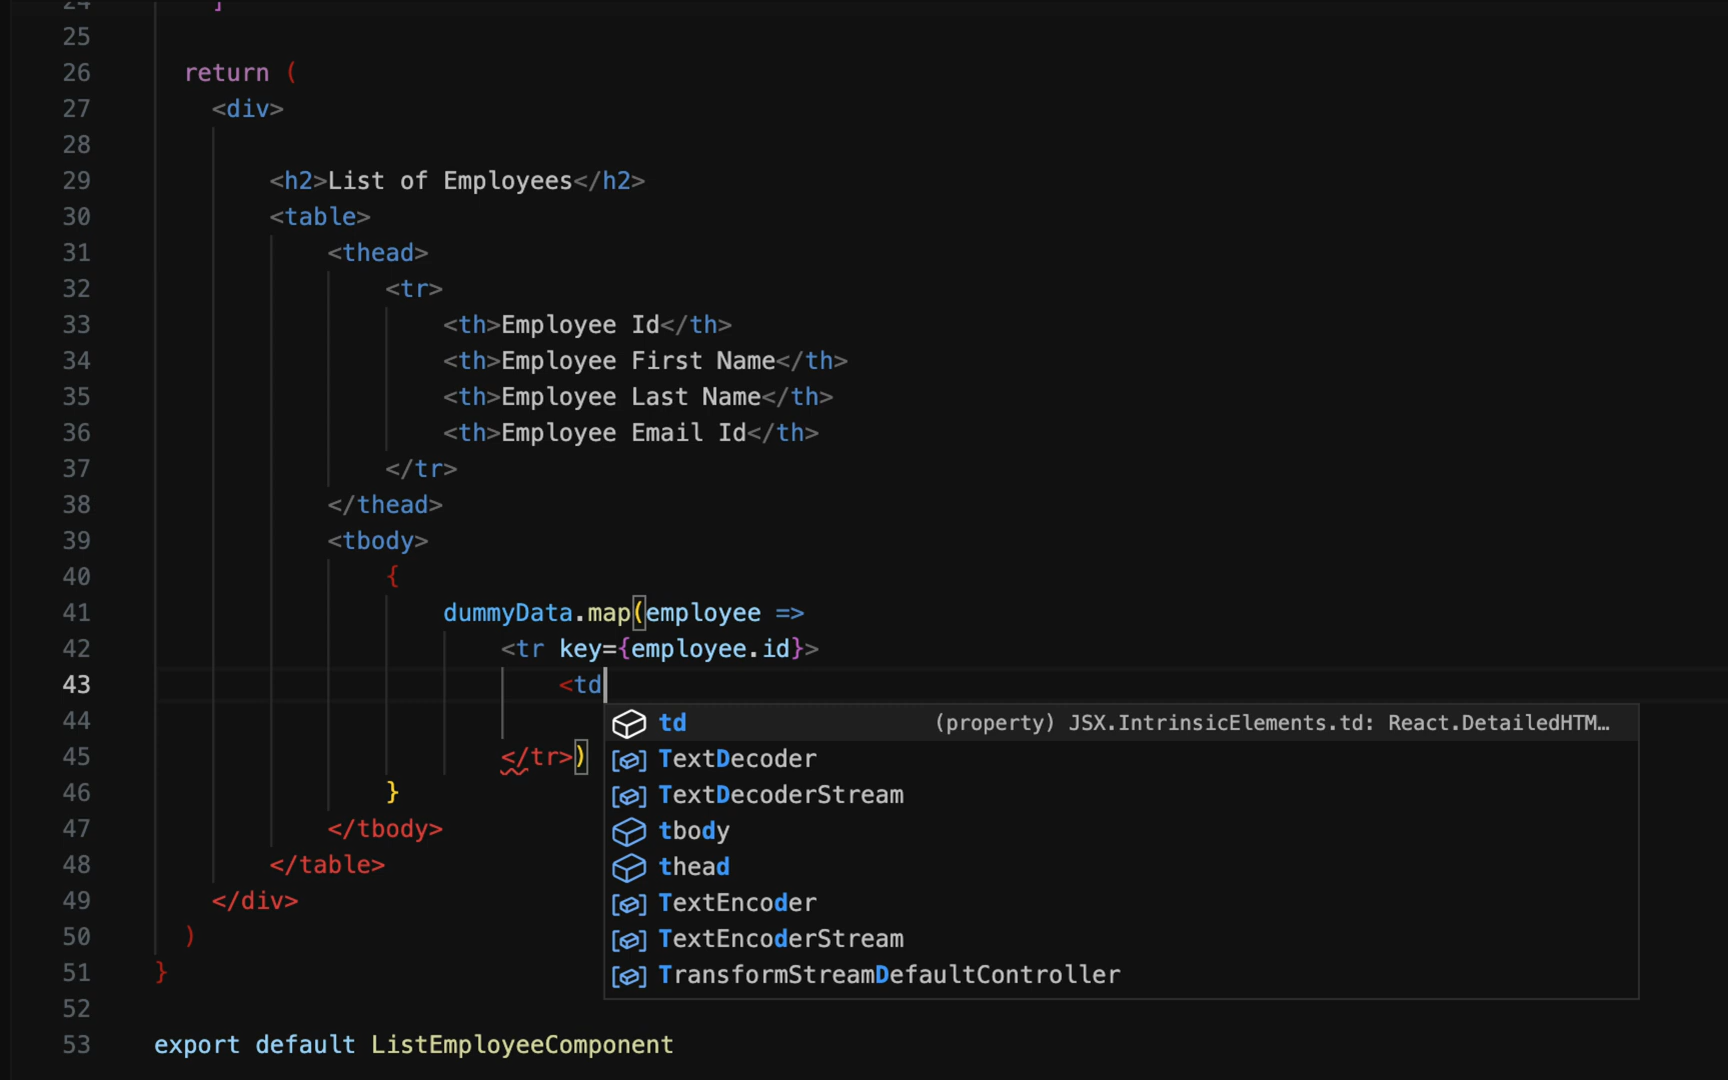 24 ]
25
26 return (
27 <div>
28
29 <h2>List of Employees</h2>
30 <table>
31 <thead>
32 <tr>
33 <th>Employee Id</th>
34 <th>Employee First Name</th>
35 <th>Employee Last Name</th>
36 <th>Employee Email Id</th>
37 </tr>
38 </thead>
39 <tbody>
40 {
41 dummyData.map(employee =>
42 <tr key={employee.id}>
43 <td
44
45 </tr>)
46 }
47 </tbody>
48 </table>
49 </div>
50 )
51 }
52
53 export default ListEmployeeComponent
td (property) JSX.IntrinsicElements.td: React.DetailedHTM…
TextDecoder
TextDecoderStream
tbody
thead
TextEncoder
TextEncoderStream
TransformStreamDefaultController